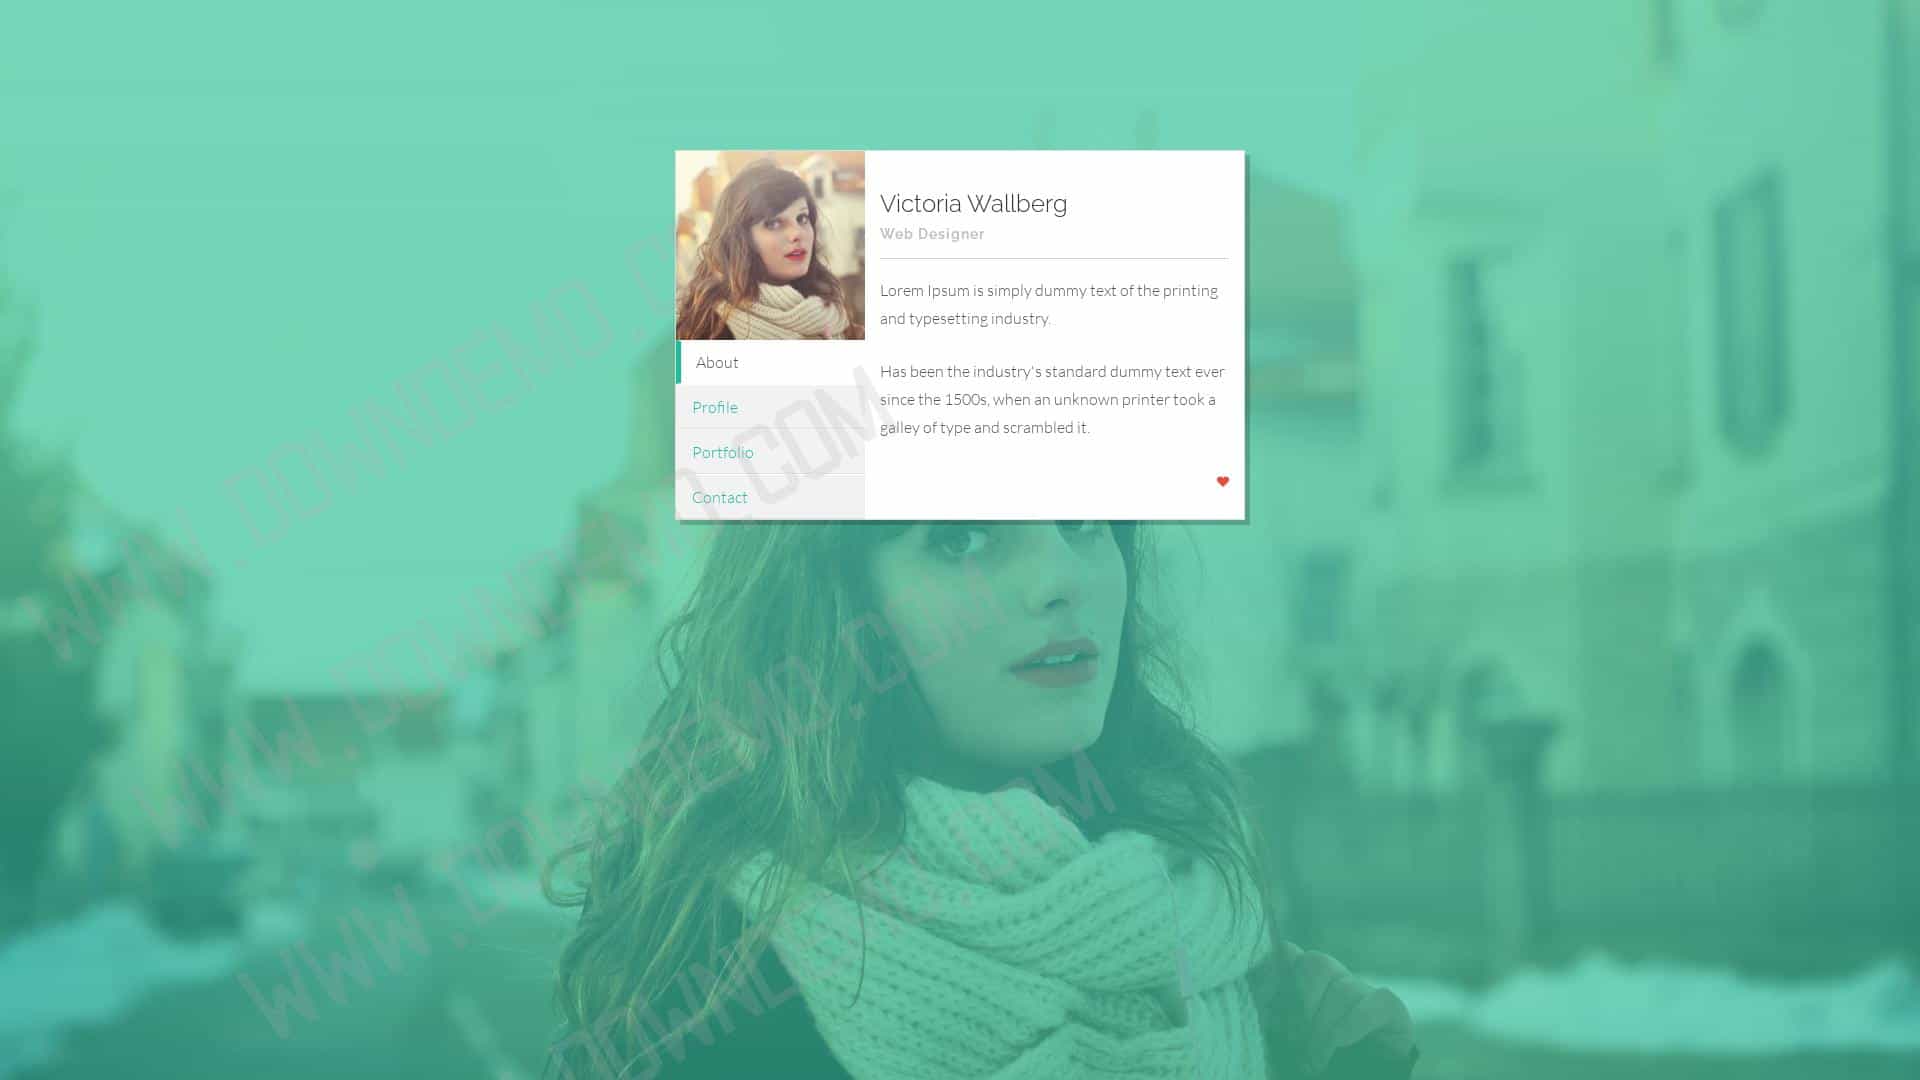 Victoria Wallberg
Web Designer
Lorem Ipsum is simply dummy text of the printing
and typesetting industry.
Has been the industry's standard dummy text ever
since the 1500s, when an unknown printer took a
galley of type and scrambled it.
About
Profile
Portfolio
Contact
WWW.DOWNDEMO.COM
WWW.DOWNDEMO.COM
WWW.DOWNDEMO.COM
DOWNDEMO.COM